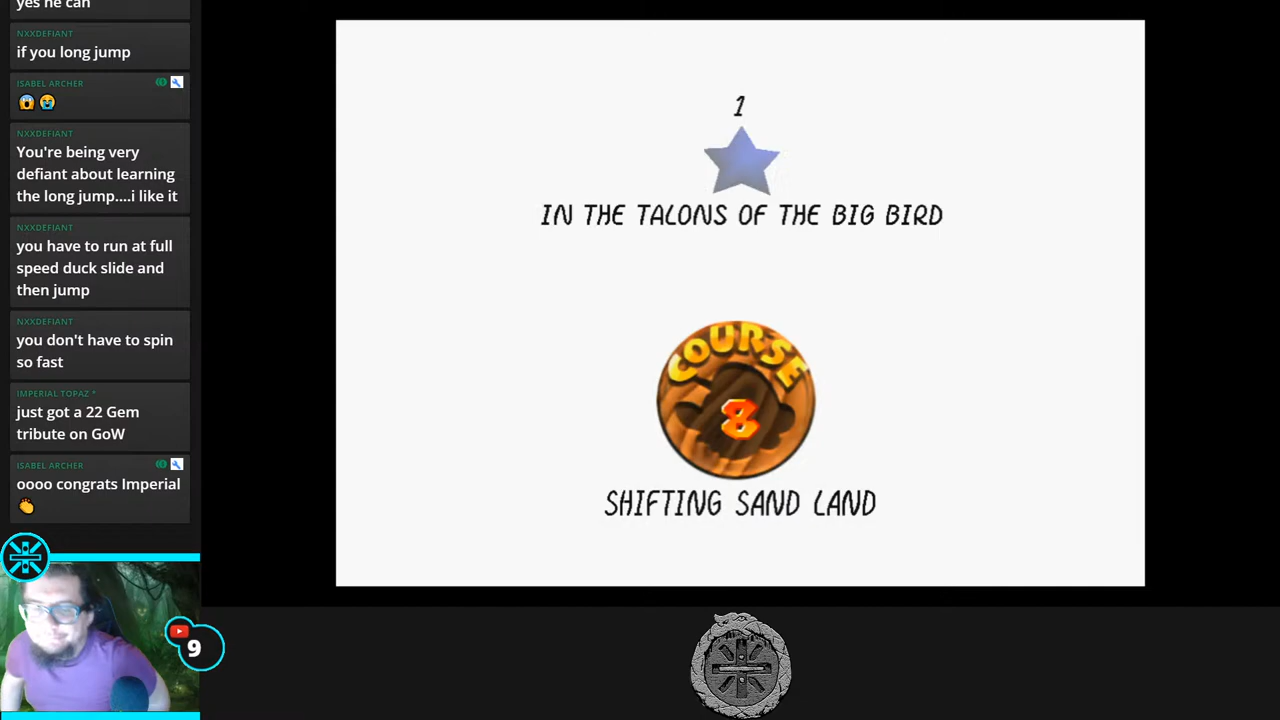 yes he can
NXXDEFIANT
if you long jump
ISABEL ARCHER
😱 😭
NXXDEFIANT
You're being very
defiant about learning
the long jump....i like it
NXXDEFIANT
you have to run at full
speed duck slide and
then jump
NXXDEFIANT
you don't have to spin
so fast
IMPERIAL TOPAZ *
just got a 22 Gem
tribute on GoW
ISABEL ARCHER
oooo congrats Imperial
👏
9
1
IN THE TALONS OF THE BIG BIRD
COURSE
8
SHIFTING SAND LAND